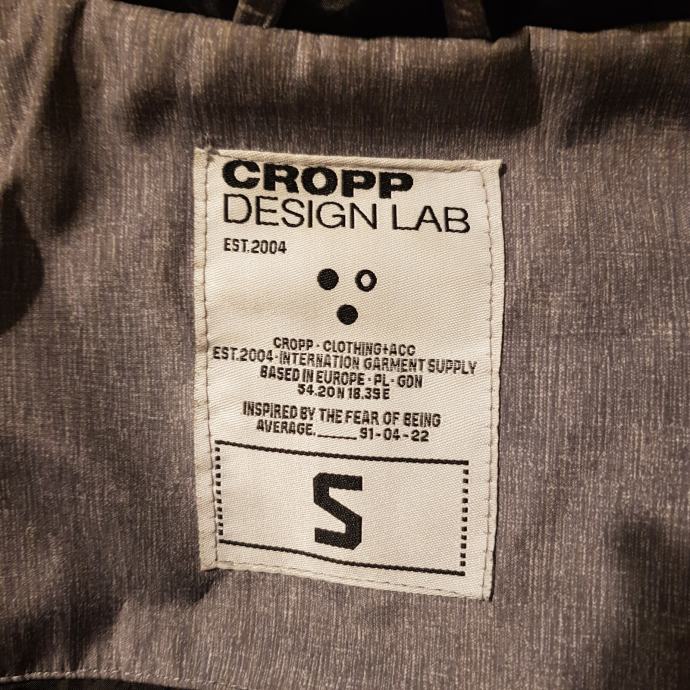 CROPP
DESIGN LAB
EST.2004
CROPP · CLOTHING+ACC
EST.2004·INTERNATION GARMENT SUPPLY
BASED IN EUROPE · PL · GDN
54.20N 18.39E
INSPIRED BY THE FEAR OF BEING
AVERAGE._____ 91-04-22
S